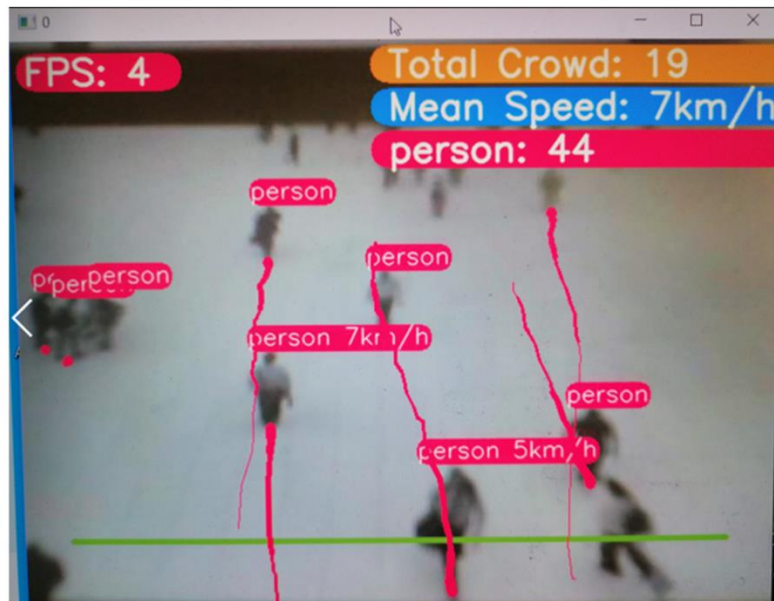 0
FPS: 4
Total Crowd: 19
Mean Speed: 7km/h
person: 44
person
person
person
person 7km/h
person
person 5km/h